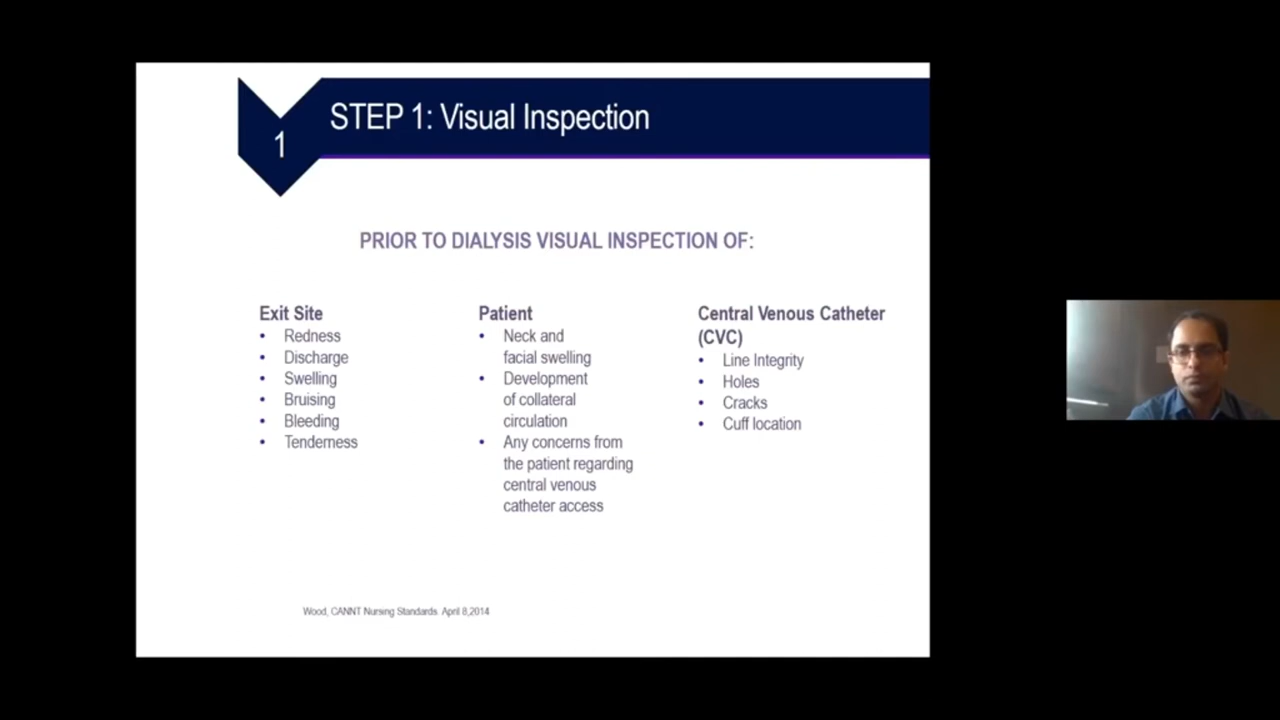 1
STEP 1: Visual Inspection
PRIOR TO DIALYSIS VISUAL INSPECTION OF:
Exit Site
• Redness
• Discharge
• Swelling
• Bruising
• Bleeding
• Tenderness
Patient
• Neck and
facial swelling
• Development
of collateral
circulation
• Any concerns from
the patient regarding
central venous
catheter access
Central Venous Catheter
(CVC)
• Line Integrity
• Holes
• Cracks
• Cuff location
Wood, CANNT Nursing Standards. April 8,2014